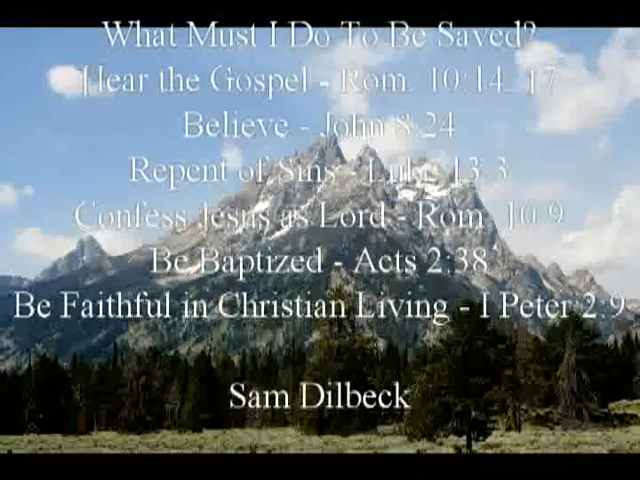 What Must I Do To Be Saved?
Hear the Gospel - Rom. 10:14, 17
Believe - John 8:24
Repent of Sins - Luke 13:3
Confess Jesus as Lord - Rom. 10:9
Be Baptized - Acts 2:38
Be Faithful in Christian Living - I Peter 2:9
Sam Dilbeck